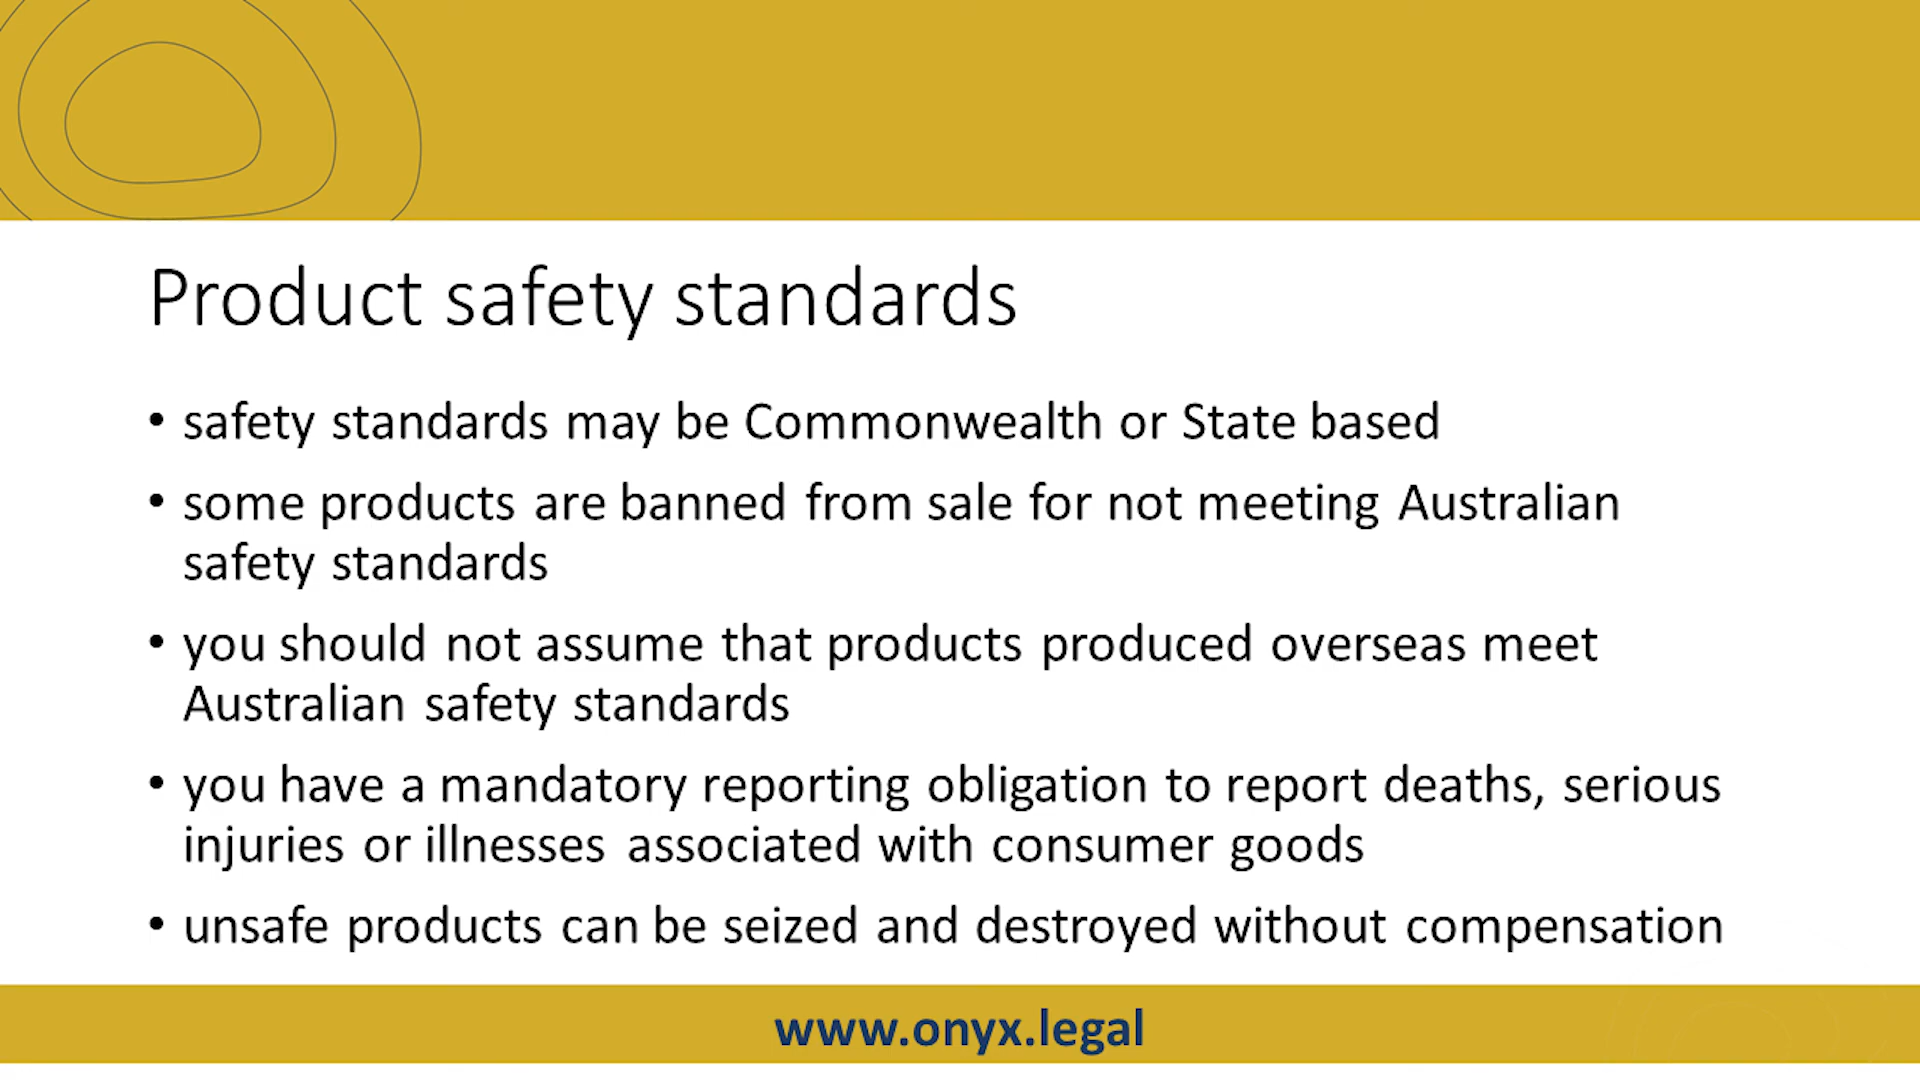 Product safety standards
• safety standards may be Commonwealth or State based
• some products are banned from sale for not meeting Australian
safety standards
• you should not assume that products produced overseas meet
Australian safety standards
• you have a mandatory reporting obligation to report deaths, serious
injuries or illnesses associated with consumer goods
• unsafe products can be seized and destroyed without compensation
www.onyx.legal